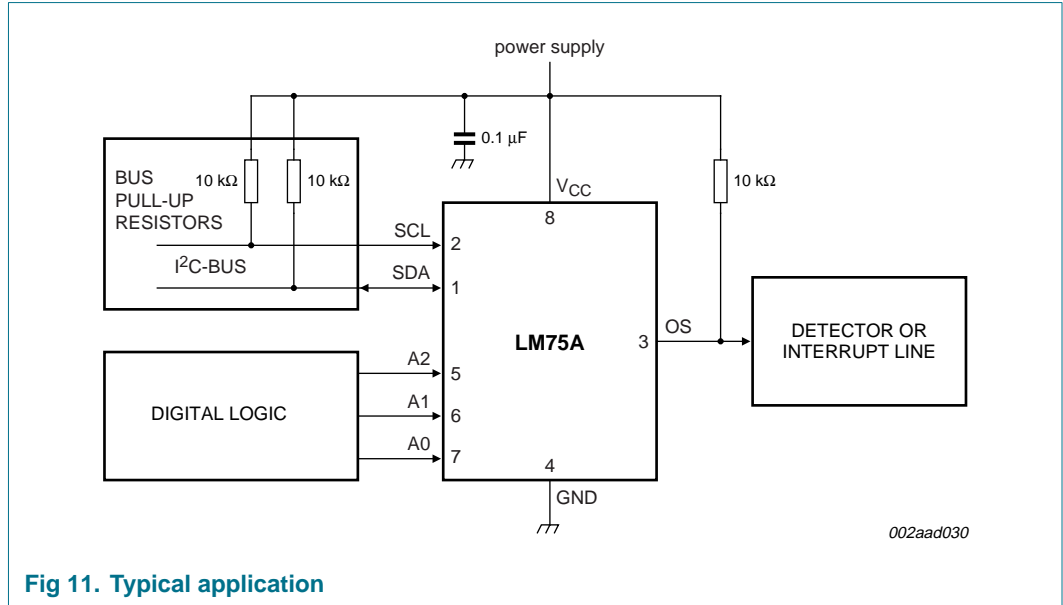 power supply
0.1 μF
BUS
PULL-UP
RESISTORS
10 kΩ
10 kΩ
10 kΩ
VCC
8
SCL
2
I2C-BUS
SDA
1
OS
3
LM75A
DETECTOR OR
INTERRUPT LINE
A2
5
DIGITAL LOGIC
A1
6
A0
7
4
GND
002aad030
Fig 11. Typical application